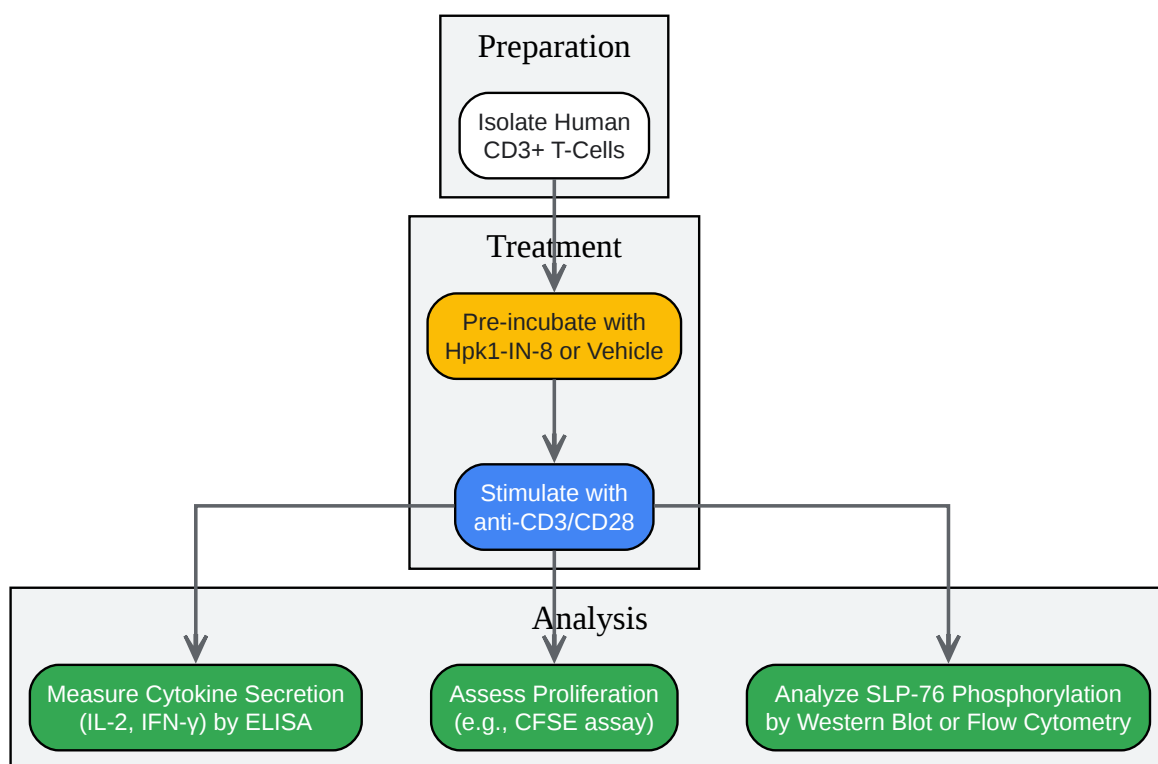 Preparation
Isolate Human
CD3+ T-Cells
Treatment
Pre-incubate with
Hpk1-IN-8 or Vehicle
Stimulate with
anti-CD3/CD28
Analysis
Measure Cytokine Secretion
(IL-2, IFN-γ) by ELISA
Assess Proliferation
(e.g., CFSE assay)
Analyze SLP-76 Phosphorylation
by Western Blot or Flow Cytometry